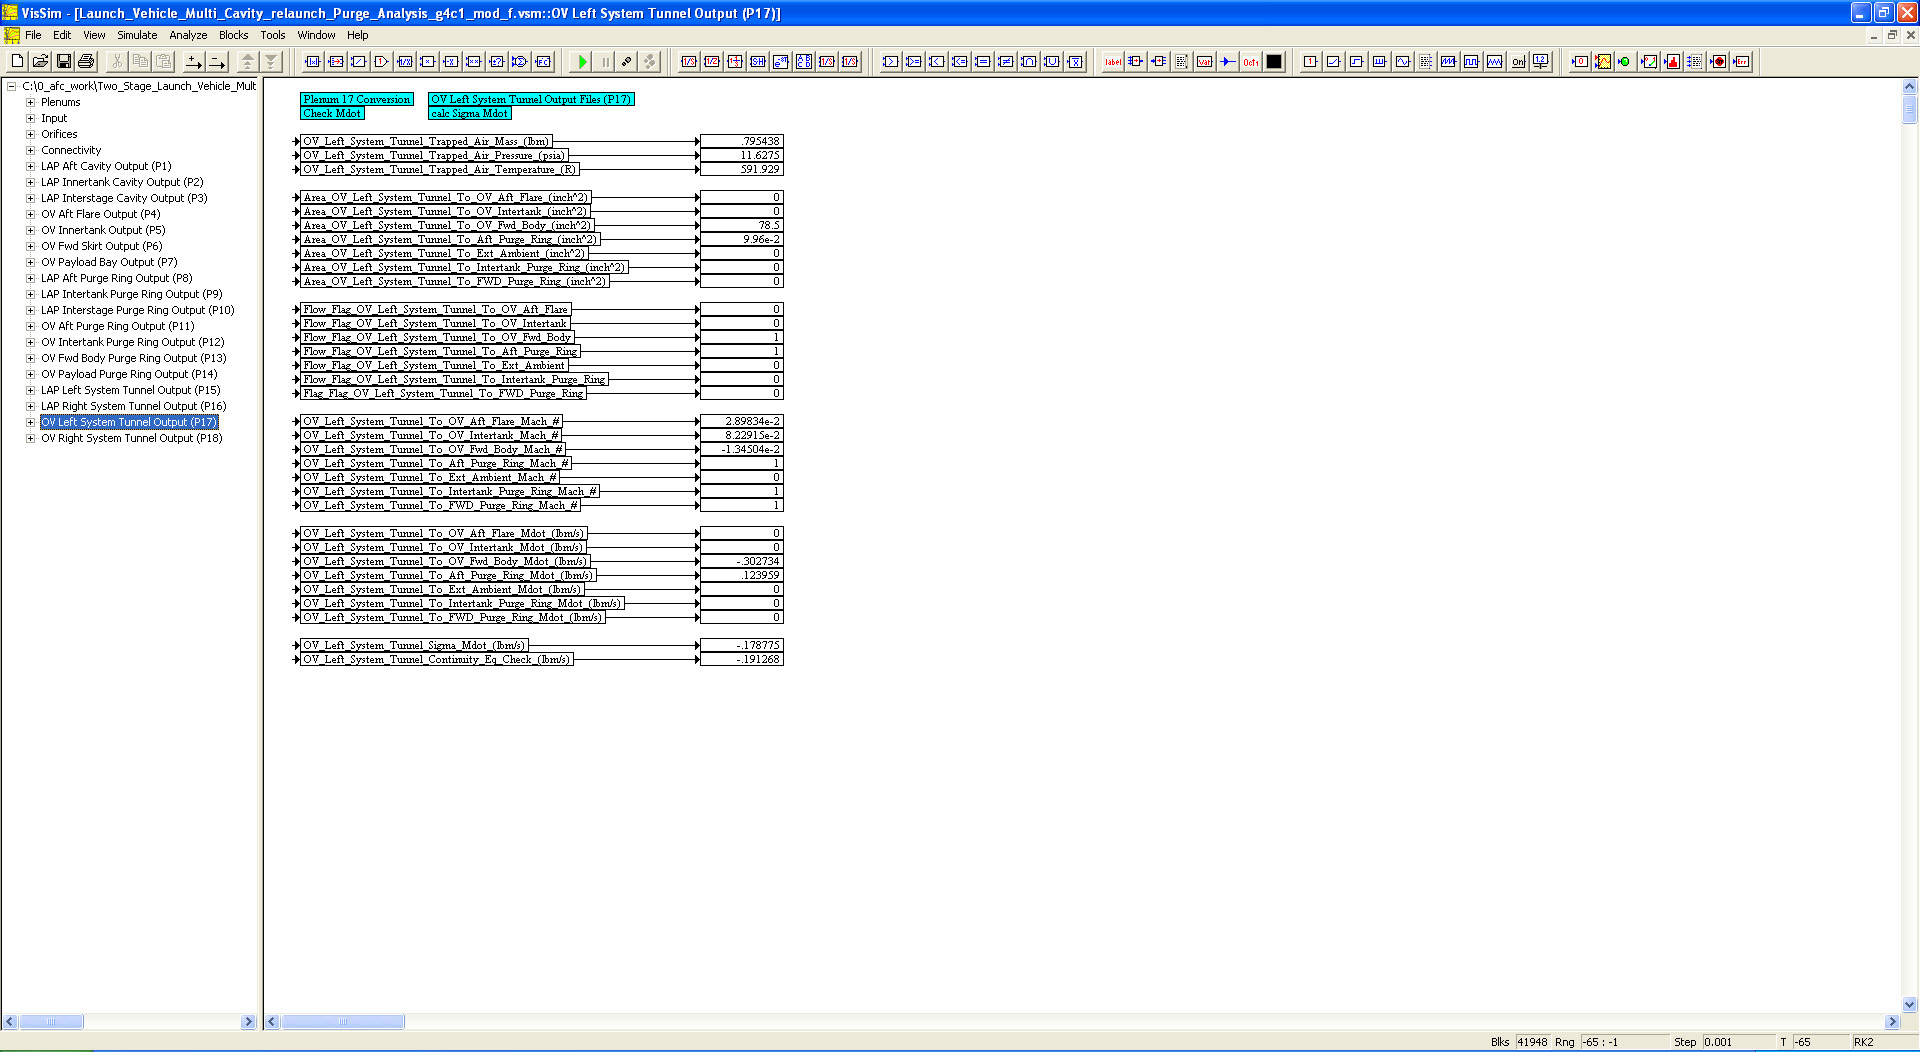 VisSim - [Launch_Vehicle_Multi_Cavity_relaunch_Purge_Analysis_g4c1_mod_f.vsm::OV Left System Tunnel Output (P17)]
File Edit View Simulate Analyze Blocks Tools Window Help
C:\0_afc_work\Two_Stage_Launch_Vehicle_Mult
Plenums
Input
Orifices
Connectivity
LAP Aft Cavity Output (P1)
LAP Innertank Cavity Output (P2)
LAP Interstage Cavity Output (P3)
OV Aft Flare Output (P4)
OV Innertank Output (P5)
OV Fwd Skirt Output (P6)
OV Payload Bay Output (P7)
LAP Aft Purge Ring Output (P8)
LAP Intertank Purge Ring Output (P9)
LAP Interstage Purge Ring Output (P10)
OV Aft Purge Ring Output (P11)
OV Intertank Purge Ring Output (P12)
OV Fwd Body Purge Ring Output (P13)
OV Payload Purge Ring Output (P14)
LAP Left System Tunnel Output (P15)
LAP Right System Tunnel Output (P16)
OV Left System Tunnel Output (P17)
OV Right System Tunnel Output (P18)
Plenum 17 Conversion OV Left System Tunnel Output Files (P17)
Check Mdot calc Sigma Mdot
OV_Left_System_Tunnel_Trapped_Air_Mass_(lbm) .795438
OV_Left_System_Tunnel_Trapped_Air_Pressure_(psia) 11.6275
OV_Left_System_Tunnel_Trapped_Air_Temperature_(R) 591.929
Area_OV_Left_System_Tunnel_To_OV_Aft_Flare_(inch^2) 0
Area_OV_Left_System_Tunnel_To_OV_Intertank_(inch^2) 0
Area_OV_Left_System_Tunnel_To_OV_Fwd_Body_(inch^2) 78.5
Area_OV_Left_System_Tunnel_To_Aft_Purge_Ring_(inch^2) 9.96e-2
Area_OV_Left_System_Tunnel_To_Ext_Ambient_(inch^2) 0
Area_OV_Left_System_Tunnel_To_Intertank_Purge_Ring_(inch^2) 0
Area_OV_Left_System_Tunnel_To_FWD_Purge_Ring_(inch^2) 0
Flow_Flag_OV_Left_System_Tunnel_To_OV_Aft_Flare 0
Flow_Flag_OV_Left_System_Tunnel_To_OV_Intertank 0
Flow_Flag_OV_Left_System_Tunnel_To_OV_Fwd_Body 1
Flow_Flag_OV_Left_System_Tunnel_To_Aft_Purge_Ring 1
Flow_Flag_OV_Left_System_Tunnel_To_Ext_Ambient 0
Flow_Flag_OV_Left_System_Tunnel_To_Intertank_Purge_Ring 0
Flag_Flag_OV_Left_System_Tunnel_To_FWD_Purge_Ring 0
OV_Left_System_Tunnel_To_OV_Aft_Flare_Mach_# 2.89834e-2
OV_Left_System_Tunnel_To_OV_Intertank_Mach_# 8.22915e-2
OV_Left_System_Tunnel_To_OV_Fwd_Body_Mach_# -1.34504e-2
OV_Left_System_Tunnel_To_Aft_Purge_Ring_Mach_# 1
OV_Left_System_Tunnel_To_Ext_Ambient_Mach_# 0
OV_Left_System_Tunnel_To_Intertank_Purge_Ring_Mach_# 1
OV_Left_System_Tunnel_To_FWD_Purge_Ring_Mach_# 1
OV_Left_System_Tunnel_To_OV_Aft_Flare_Mdot_(lbm/s) 0
OV_Left_System_Tunnel_To_OV_Intertank_Mdot_(lbm/s) 0
OV_Left_System_Tunnel_To_OV_Fwd_Body_Mdot_(lbm/s) -.302734
OV_Left_System_Tunnel_To_Aft_Purge_Ring_Mdot_(lbm/s) .123959
OV_Left_System_Tunnel_To_Ext_Ambient_Mdot_(lbm/s) 0
OV_Left_System_Tunnel_To_Intertank_Purge_Ring_Mdot_(lbm/s) 0
OV_Left_System_Tunnel_To_FWD_Purge_Ring_Mdot_(lbm/s) 0
OV_Left_System_Tunnel_Sigma_Mdot_(lbm/s) -.178775
OV_Left_System_Tunnel_Continuity_Eq_Check_(lbm/s) -.191268
Blks 41948 Rng -65 : -1 Step 0.001 T -65 RK2